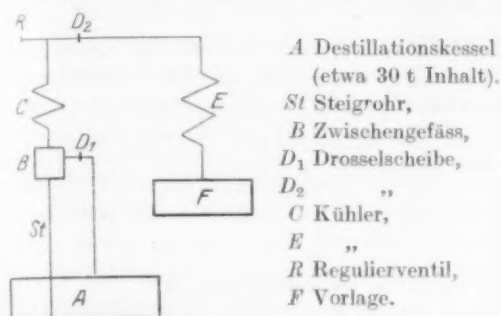 R
D2
C
E
B
D1
F
St
A
A Destillationskessel
(etwa 30 t Inhalt).
St Steigrohr,
B Zwischengefäss,
D1 Drosselscheibe,
D2 „
C Kühler,
E „
R Regulierventil,
F Vorlage.